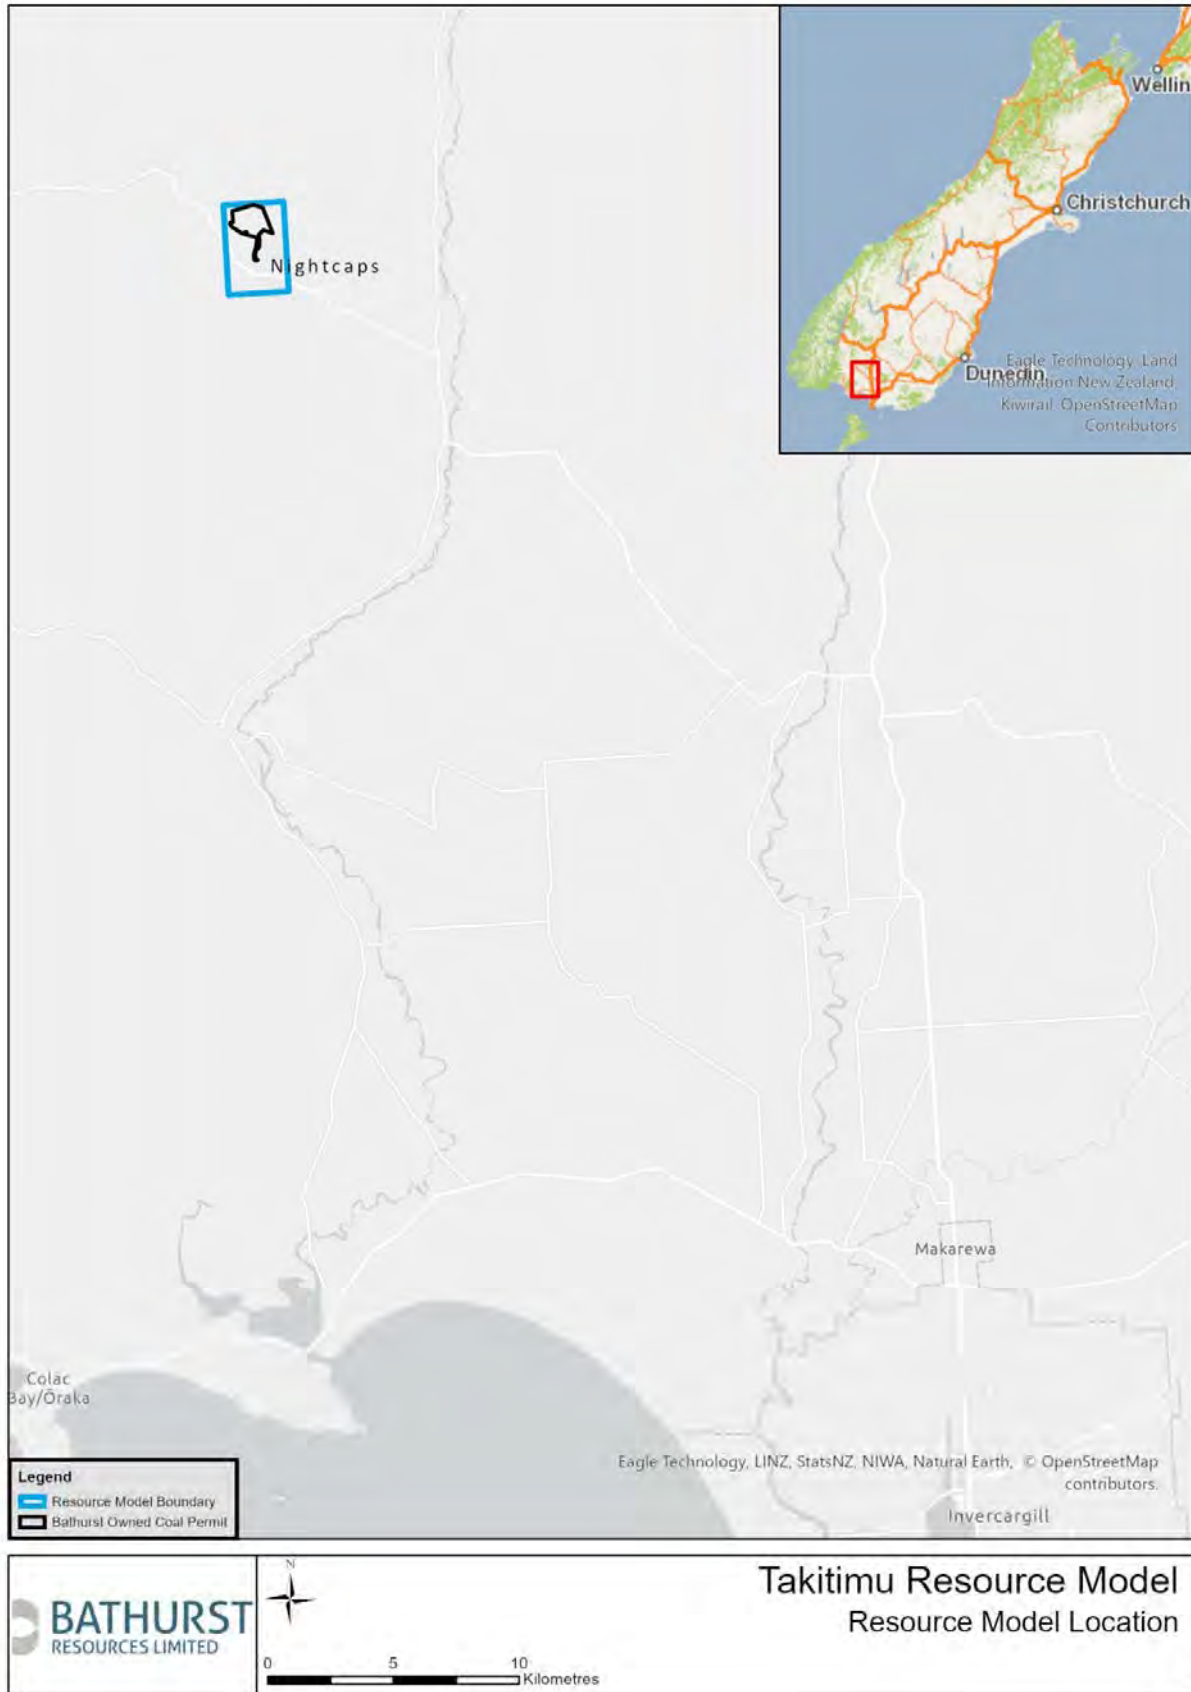 Wellin
Christchurch
Dunedin
Eagle Technology, Land
Information New Zealand,
Kiwirail, OpenStreetMap
Contributors
Nightcaps
Makarewa
Colac
Bay/Ōraka
Eagle Technology, LINZ, StatsNZ, NIWA, Natural Earth, © OpenStreetMap
contributors.
Invercargill
Legend
Resource Model Boundary
Bathurst Owned Coal Permit
BATHURST
RESOURCES LIMITED
N
0 5 10
Kilometres
Takitimu Resource Model
Resource Model Location